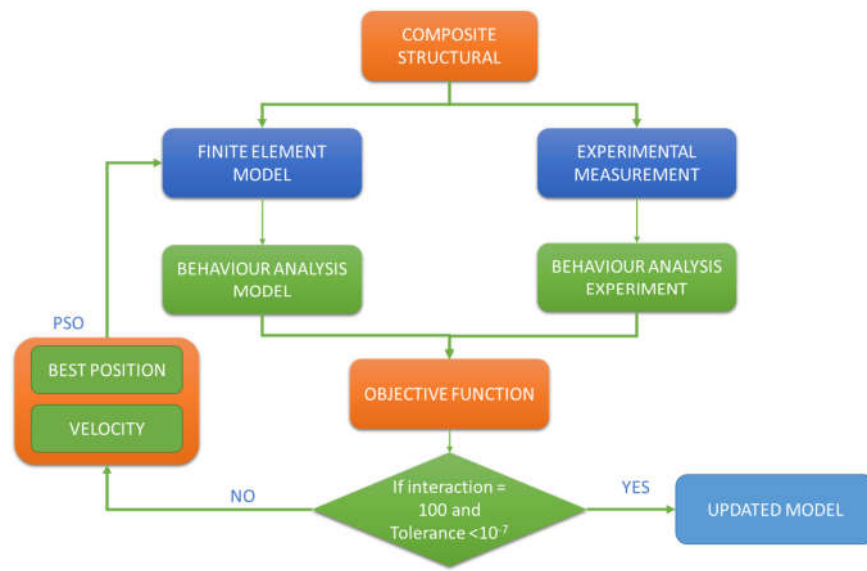 COMPOSITE
STRUCTURAL
FINITE ELEMENT
MODEL
EXPERIMENTAL
MEASUREMENT
BEHAVIOUR ANALYSIS
MODEL
BEHAVIOUR ANALYSIS
EXPERIMENT
PSO
BEST POSITION
VELOCITY
OBJECTIVE FUNCTION
NO
If interaction =
100 and
Tolerance <10⁻⁷
YES
UPDATED MODEL